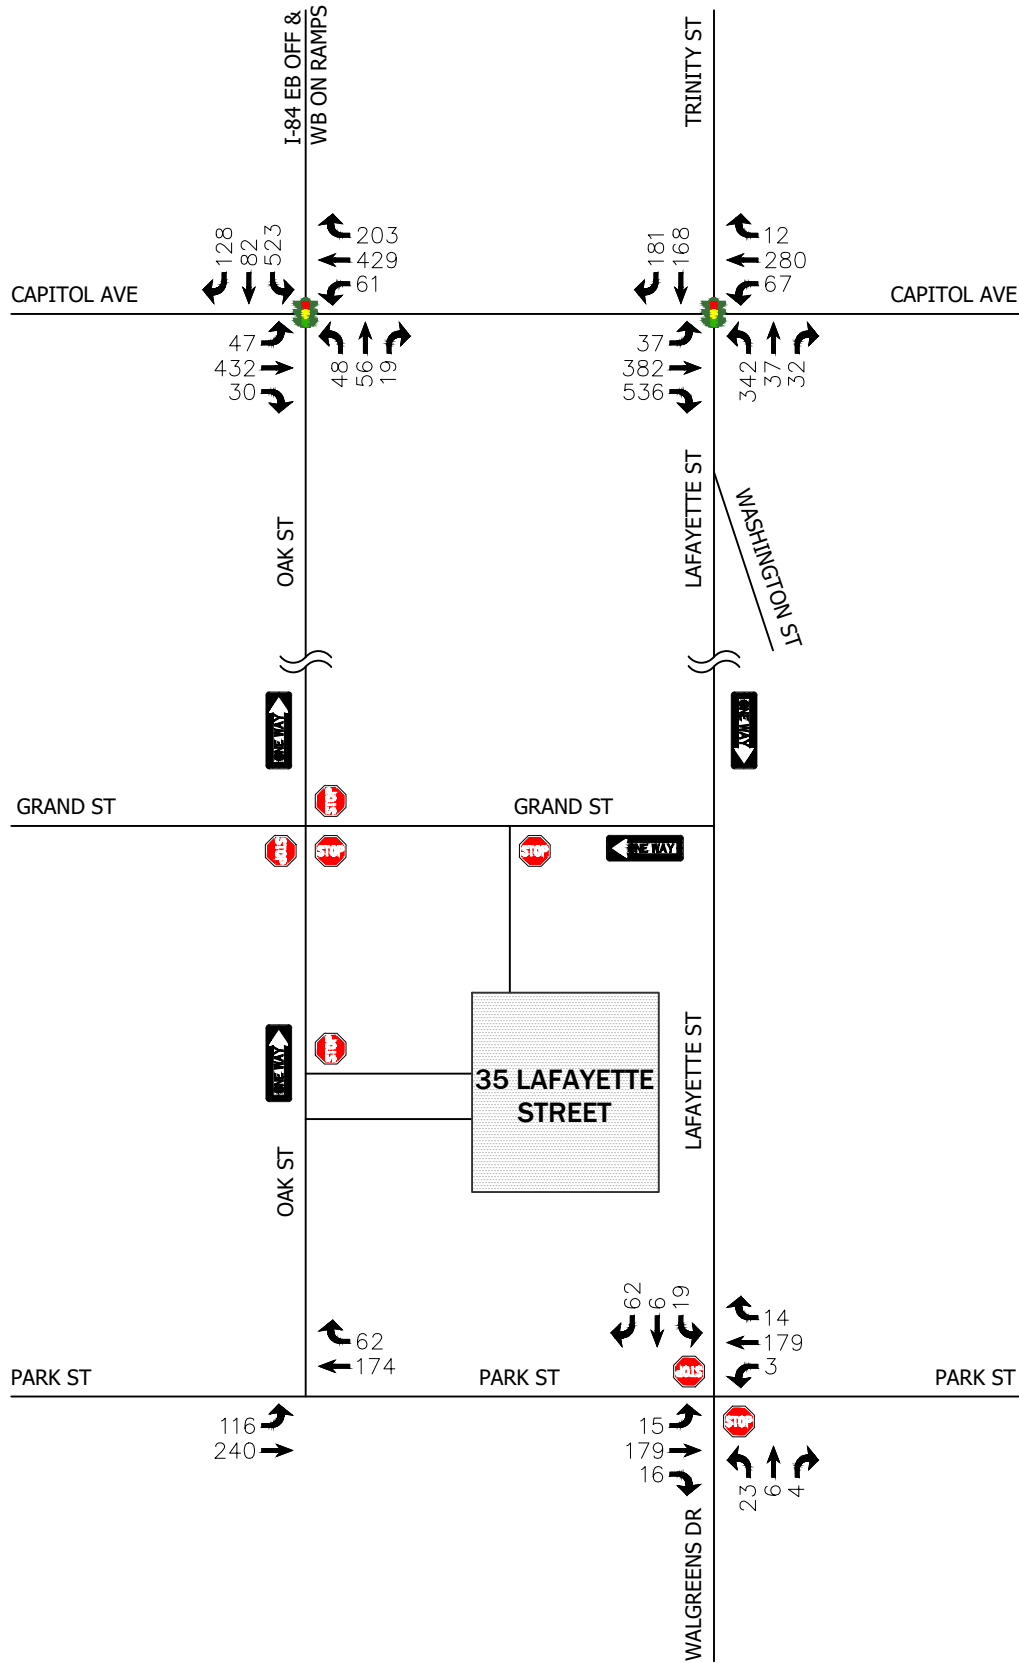 I-84 EB OFF &
WB ON RAMPS
TRINITY ST
128
82
523
203
429
61
181
168
12
280
67
CAPITOL AVE
CAPITOL AVE
47
432
30
48
56
19
37
382
536
342
37
32
OAK ST
LAFAYETTE ST
WASHINGTON ST
ONE WAY
ONE WAY
GRAND ST
GRAND ST
STOP
STOP
STOP
STOP
ONE WAY
STOP
ONE WAY
35 LAFAYETTE
STREET
LAFAYETTE ST
OAK ST
62
174
62
6
19
14
179
3
PARK ST
PARK ST
PARK ST
STOP
116
240
15
179
16
STOP
23
6
4
WALGREENS DR